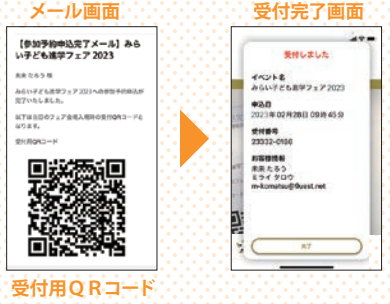 メール画面
【参加予約申込完了メール】みら
い子ども進学フェア 2023
未来 たろう 様
みらい子ども進学フェア2023への参加予約申込が
完了いたしました。
以下は当日のフェア会場入場時の受付QRコードと
なります。
受付用QRコード
受付用QRコード
受付完了画面
受付しました
イベント名
みらい子ども進学フェア2023
申込日
2023年02月28日 09時45分
受付番号
23332-0156
お客様情報
未来 たろう
ミライ タロウ
m-komatsu@9uest.net
完了